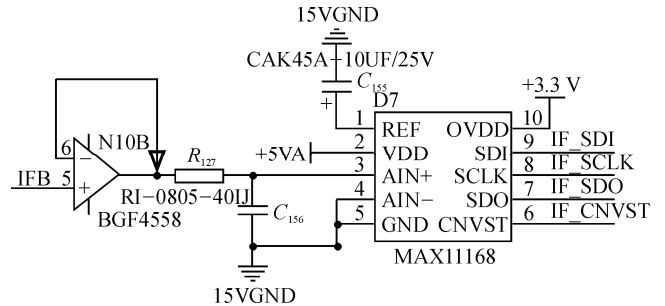 15VGND
CAK45A-10UF/25V
C155
+
D7
+3.3 V
6 N10B
IFB 5
BGF4558
R127
RI-0805-40IJ
C156
15VGND
+5VA
1 REF OVDD 10
2 VDD SDI 9 IF_SDI
3 AIN+ SCLK 8 IF_SCLK
4 AIN− SDO 7 IF_SDO
5 GND CNVST 6 IF_CNVST
MAX11168